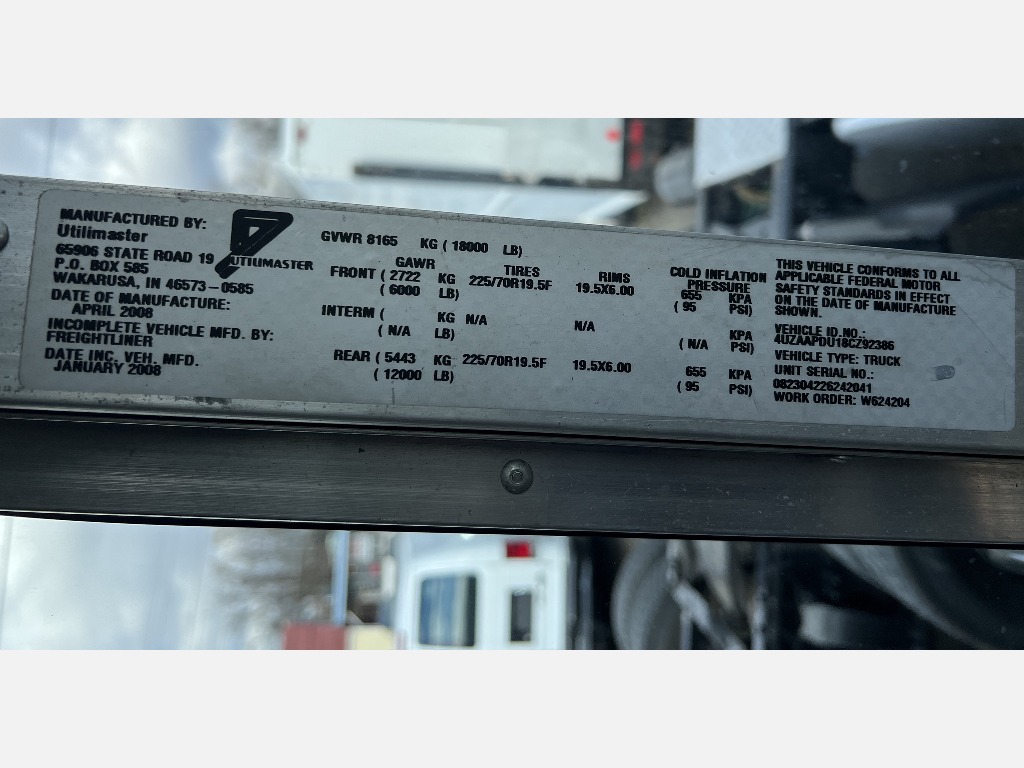 MANUFACTURED BY:
Utilimaster
65906 STATE ROAD 19
P.O. BOX 585
WAKARUSA, IN 46573-0585
DATE OF MANUFACTURE:
APRIL 2008
INCOMPLETE VEHICLE MFD. BY:
FREIGHTLINER
DATE INC. VEH. MFD.
JANUARY 2008
UTILIMASTER
GVWR 8165 KG ( 18000 LB)
GAWR TIRES RIMS COLD INFLATION PRESSURE
FRONT ( 2722 KG 225/70R19.5F 19.5X6.00 655 KPA
( 6000 LB) ( 95 PSI)
INTERM ( KG N/A N/A KPA
( N/A LB) ( N/A PSI)
REAR ( 5443 KG 225/70R19.5F 19.5X6.00 655 KPA
( 12000 LB) ( 95 PSI)
THIS VEHICLE CONFORMS TO ALL
APPLICABLE FEDERAL MOTOR
SAFETY STANDARDS IN EFFECT
ON THE DATE OF MANUFACTURE
SHOWN.
VEHICLE ID.NO.:
4UZAAPDU18CZ92386
VEHICLE TYPE: TRUCK
UNIT SERIAL NO.:
082304226242041
WORK ORDER: W624204